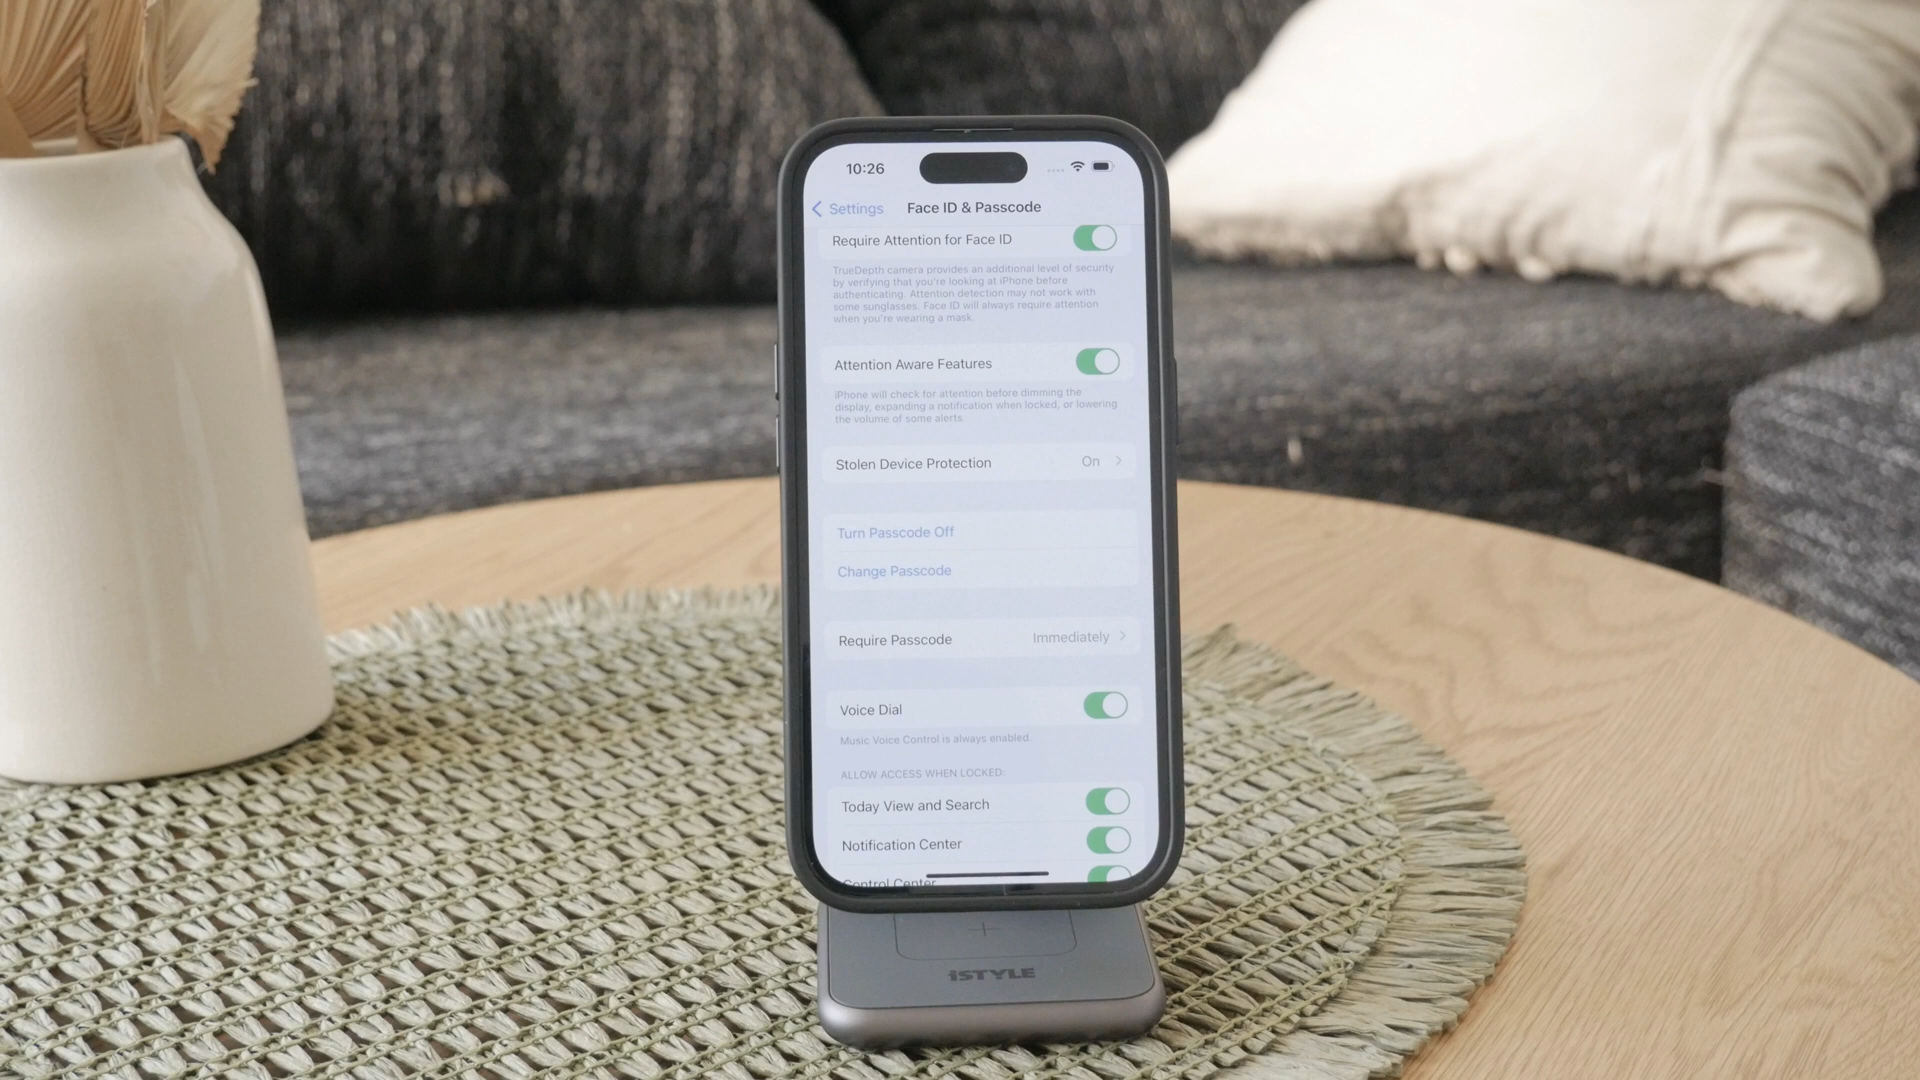 10:26
Settings
Face ID & Passcode
Require Attention for Face ID
TrueDepth camera provides an additional level of security
by verifying that you're looking at iPhone before
authenticating. Attention detection may not work with
some sunglasses. Face ID will always require attention
when you're wearing a mask.
Attention Aware Features
iPhone will check for attention before dimming the
display, expanding a notification when locked, or lowering
the volume of some alerts.
Stolen Device Protection On
Turn Passcode Off
Change Passcode
Require Passcode Immediately
Voice Dial
Music Voice Control is always enabled.
ALLOW ACCESS WHEN LOCKED:
Today View and Search
Notification Center
Control Center
iSTYLE